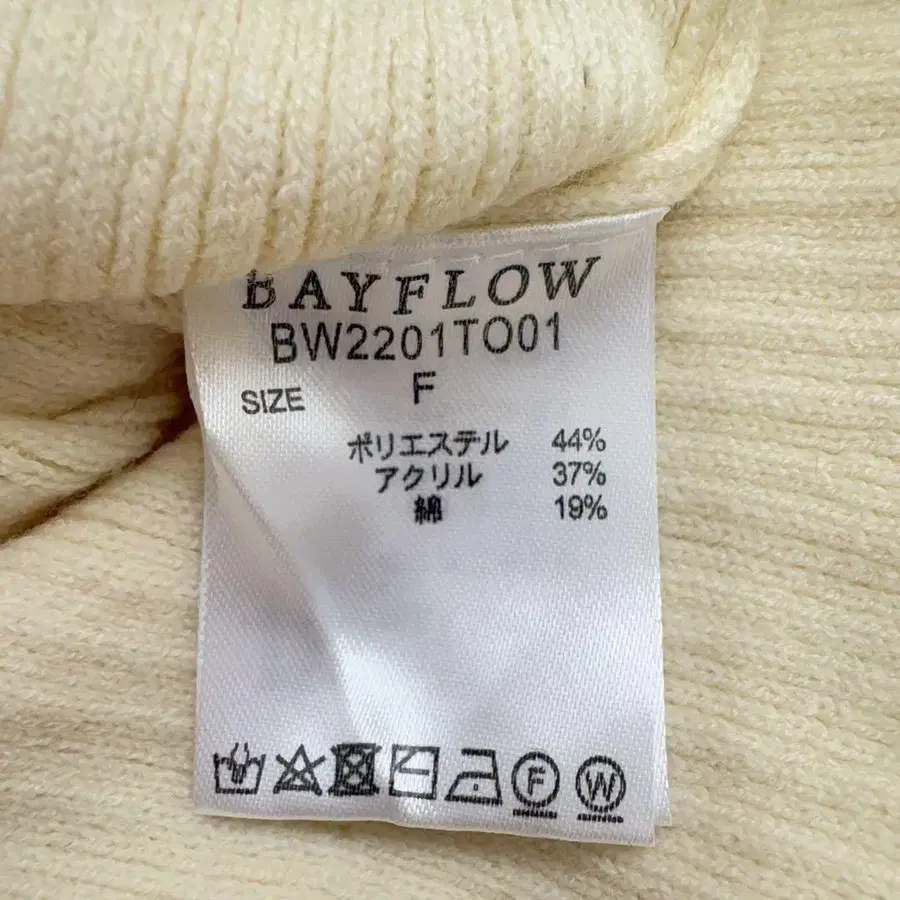 BAYFLOW
BW2201TO01
SIZE F
ポリエステル 44%
アクリル 37%
綿 19%
F W